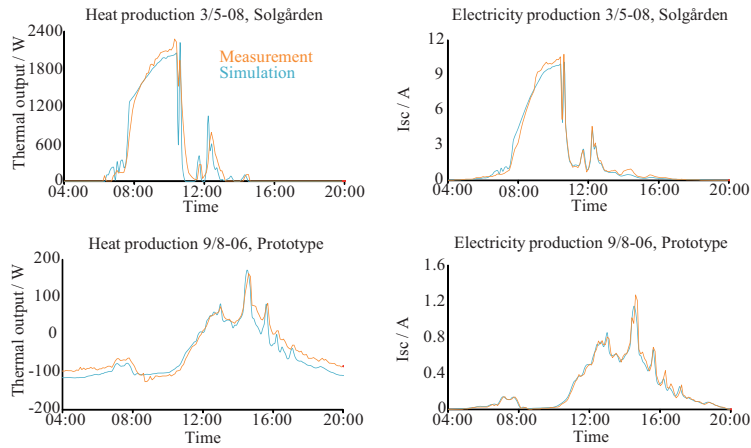 Heat production 3/5-08, Solgården
Thermal output / W
2400
1800
1200
600
0
04:00 08:00 12:00 16:00 20:00
Time
Measurement
Simulation
Electricity production 3/5-08, Solgården
Isc / A
12
9
6
3
0
04:00 08:00 12:00 16:00 20:00
Time
Heat production 9/8-06, Prototype
Thermal output / W
200
100
0
-100
-200
04:00 08:00 12:00 16:00 20:00
Time
Electricity production 9/8-06, Prototype
Isc / A
1.6
1.2
0.8
0.4
0
04:00 08:00 12:00 16:00 20:00
Time